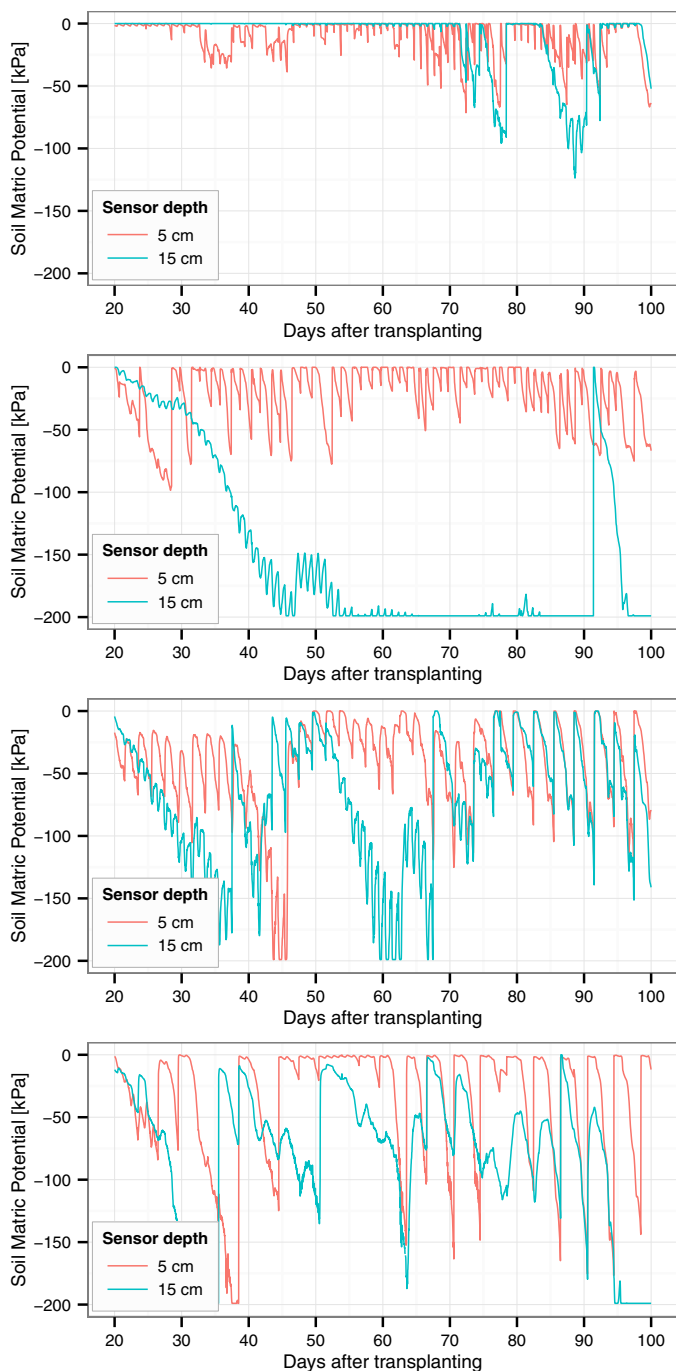 0
−50
−100
−150
−200
Soil Matric Potential [kPa]
Sensor depth
5 cm
15 cm
20 30 40 50 60 70 80 90 100
Days after transplanting
0
−50
−100
−150
−200
Soil Matric Potential [kPa]
Sensor depth
5 cm
15 cm
20 30 40 50 60 70 80 90 100
Days after transplanting
0
−50
−100
−150
−200
Soil Matric Potential [kPa]
Sensor depth
5 cm
15 cm
20 30 40 50 60 70 80 90 100
Days after transplanting
0
−50
−100
−150
−200
Soil Matric Potential [kPa]
Sensor depth
5 cm
15 cm
20 30 40 50 60 70 80 90 100
Days after transplanting